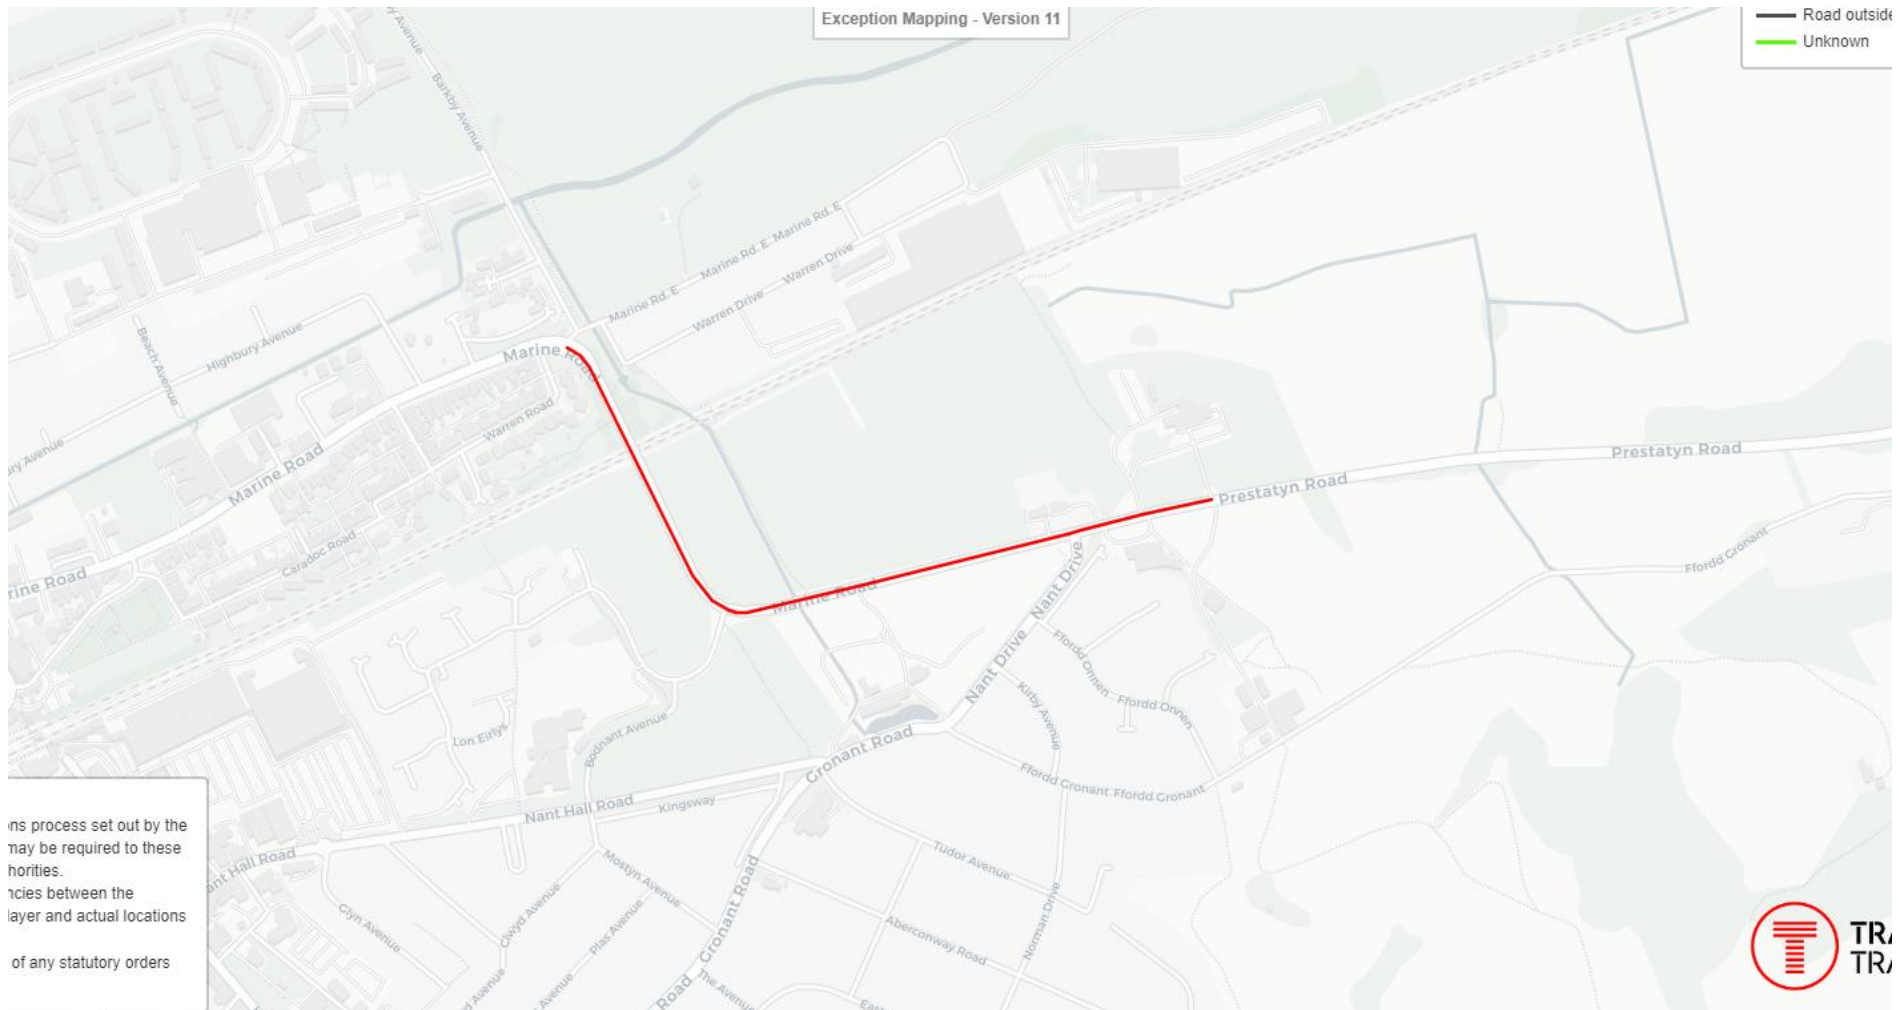 Exception Mapping - Version 11
Road outside
Unknown
Barkby Avenue
Marine Rd. E
Marine Rd. E
Marine Rd. E
Warren Drive
Warren Drive
Beach Avenue
Highbury Avenue
Marine Road
Warren Road
Marine Road
Caradoc Road
Prestatyn Road
Prestatyn Road
Ffordd Gronant
Marine Road
Nant Drive
Nant Drive
Ffordd Onnen
Ffordd Onnen
Kirby Avenue
Lon Eirlys
Bodnant Avenue
Gronant Road
Ffordd Gronant
Ffordd Gronant
Nant Hall Road
Kingsway
ant Hall Road
Mostyn Avenue
Tudor Avenue
Glyn Avenue
Clwyd Avenue
Plas Avenue
Gronant Road
Road
Aberconway Road
Norman Drive
The Avenue
ons process set out by the
may be required to these
horities.
ncies between the
layer and actual locations
of any statutory orders
TRA
TRA